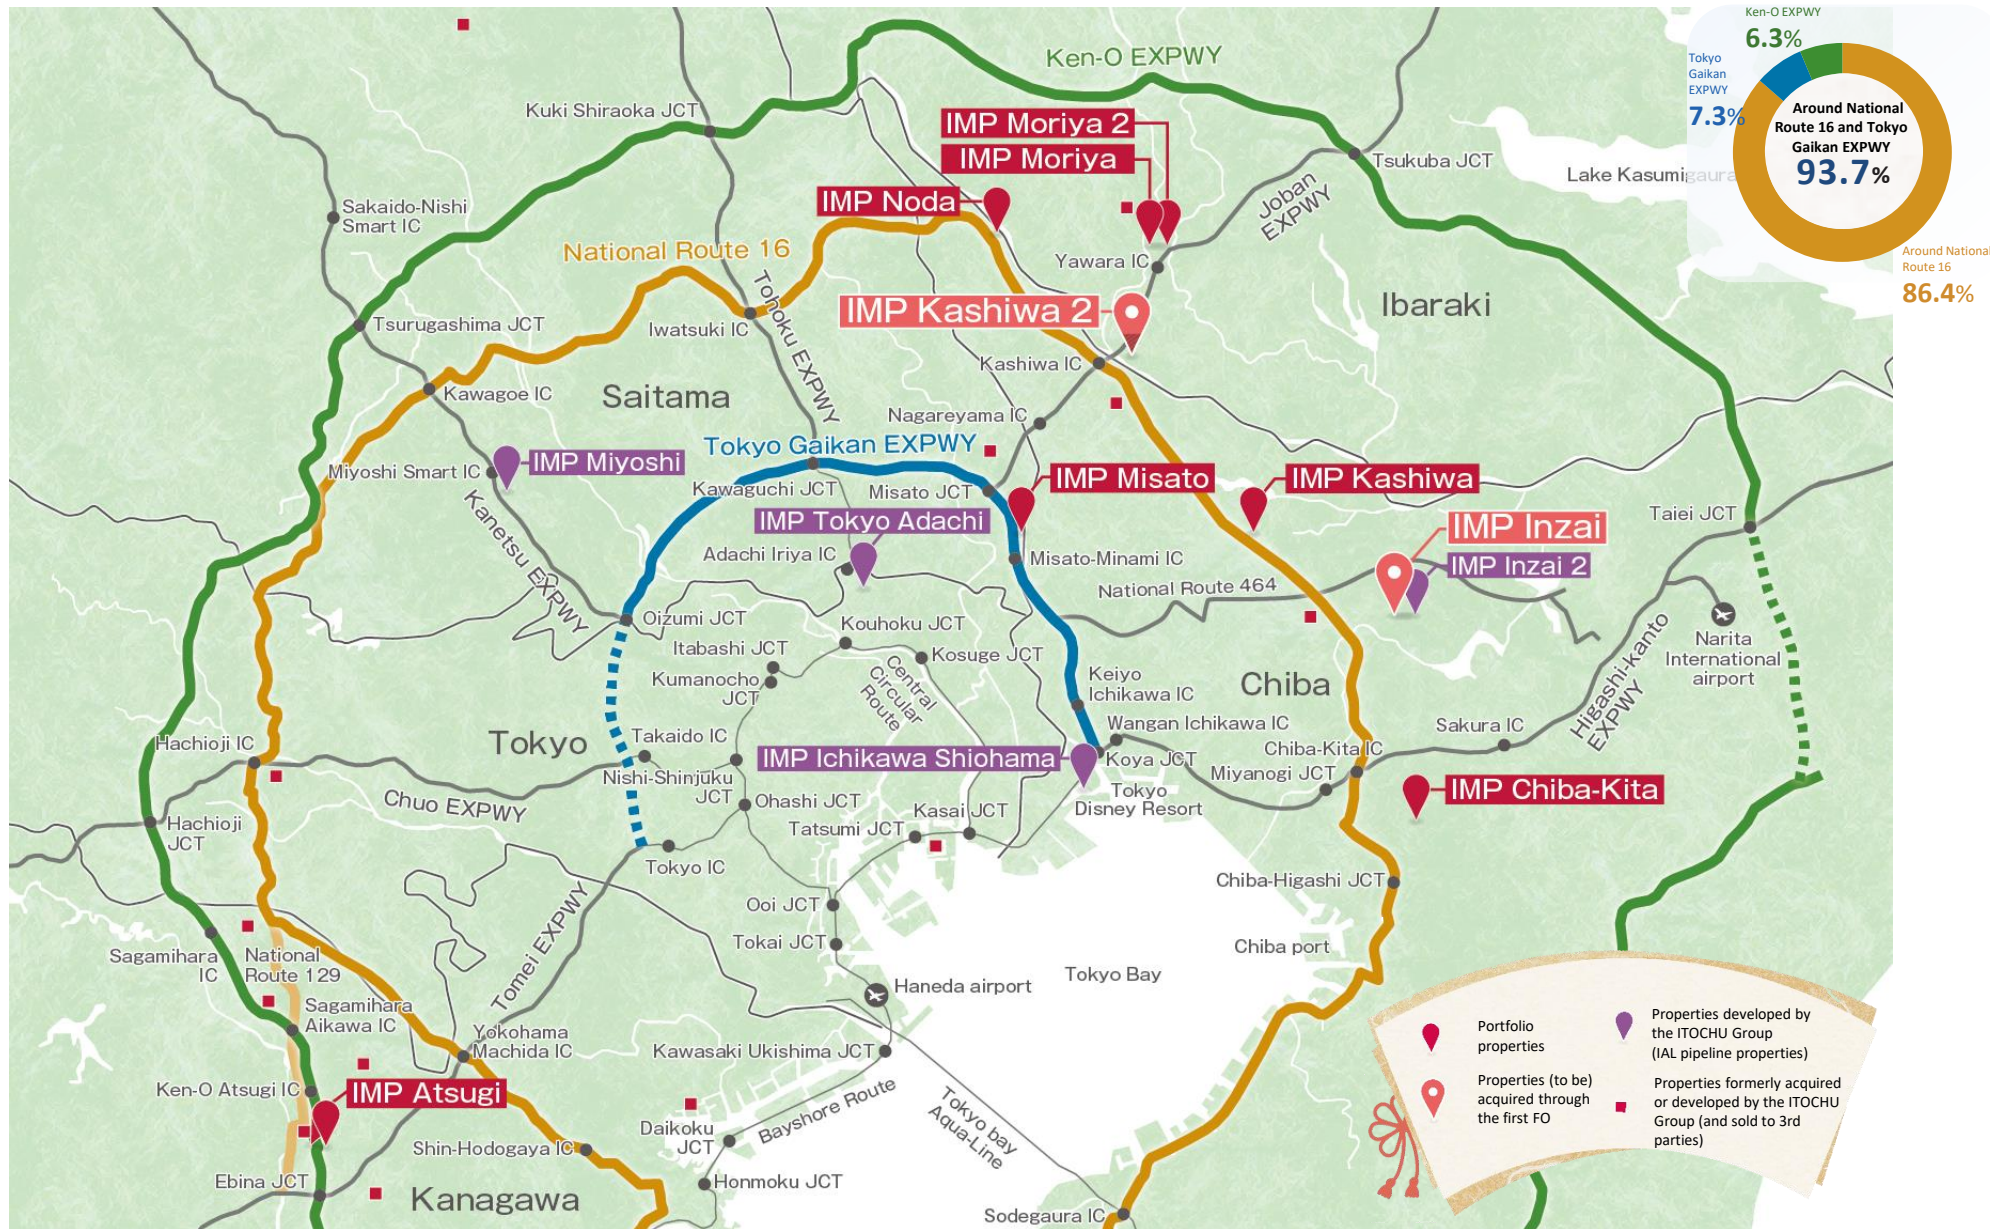 Ken-O EXPWY
6.3%
Tokyo
Gaikan
EXPWY
7.3%
Around National
Route 16 and Tokyo
Gaikan EXPWY
93.7%
Around National
Route 16
86.4%
Ken-O EXPWY
Kuki Shiraoka JCT
IMP Moriya 2
IMP Moriya
Tsukuba JCT
Lake Kasumigaura
Sakaido-Nishi
Smart IC
IMP Noda
Joban
EXPWY
National Route 16
Yawara IC
Tohoku EXPWY
IMP Kashiwa 2
Ibaraki
Tsurugashima JCT
Iwatsuki IC
Kashiwa IC
Kawagoe IC
Saitama
Nagareyama IC
Tokyo Gaikan EXPWY
Miyoshi Smart IC
IMP Miyoshi
Kawaguchi JCT
Misato JCT
IMP Misato
IMP Kashiwa
Kanetsu EXPWY
IMP Tokyo Adachi
Taiei JCT
IMP Inzai
Adachi Iriya IC
Misato-Minami IC
IMP Inzai 2
National Route 464
Oizumi JCT
Kouhoku JCT
Itabashi JCT
Kosuge JCT
Kumanocho
JCT
Central
Circular
Route
Keiyo
Ichikawa IC
Chiba
Narita
International
airport
Higashi-kanto
EXPWY
Wangan Ichikawa IC
Sakura IC
Hachioji IC
Tokyo
Takaido IC
Chiba-Kita IC
IMP Ichikawa Shiohama
Koya JCT
Miyanogi JCT
Nishi-Shinjuku
JCT
Tokyo
Disney Resort
IMP Chiba-Kita
Chuo EXPWY
Ohashi JCT
Kasai JCT
Hachioji
JCT
Tatsumi JCT
Tokyo IC
Chiba-Higashi JCT
Ooi JCT
Tokai JCT
Chiba port
Sagamihara
IC
National
Route 129
Tomei EXPWY
Haneda airport
Tokyo Bay
Sagamihara
Aikawa IC
Yokohama
Machida IC
Kawasaki Ukishima JCT
Ken-O Atsugi IC
IMP Atsugi
Bayshore Route
Tokyo bay
Aqua-Line
Daikoku
JCT
Shin-Hodogaya IC
Ebina JCT
Kanagawa
Honmoku JCT
Sodegaura IC
Portfolio
properties
Properties developed by
the ITOCHU Group
(IAL pipeline properties)
Properties (to be)
acquired through
the first FO
Properties formerly acquired
or developed by the ITOCHU
Group (and sold to 3rd
parties)